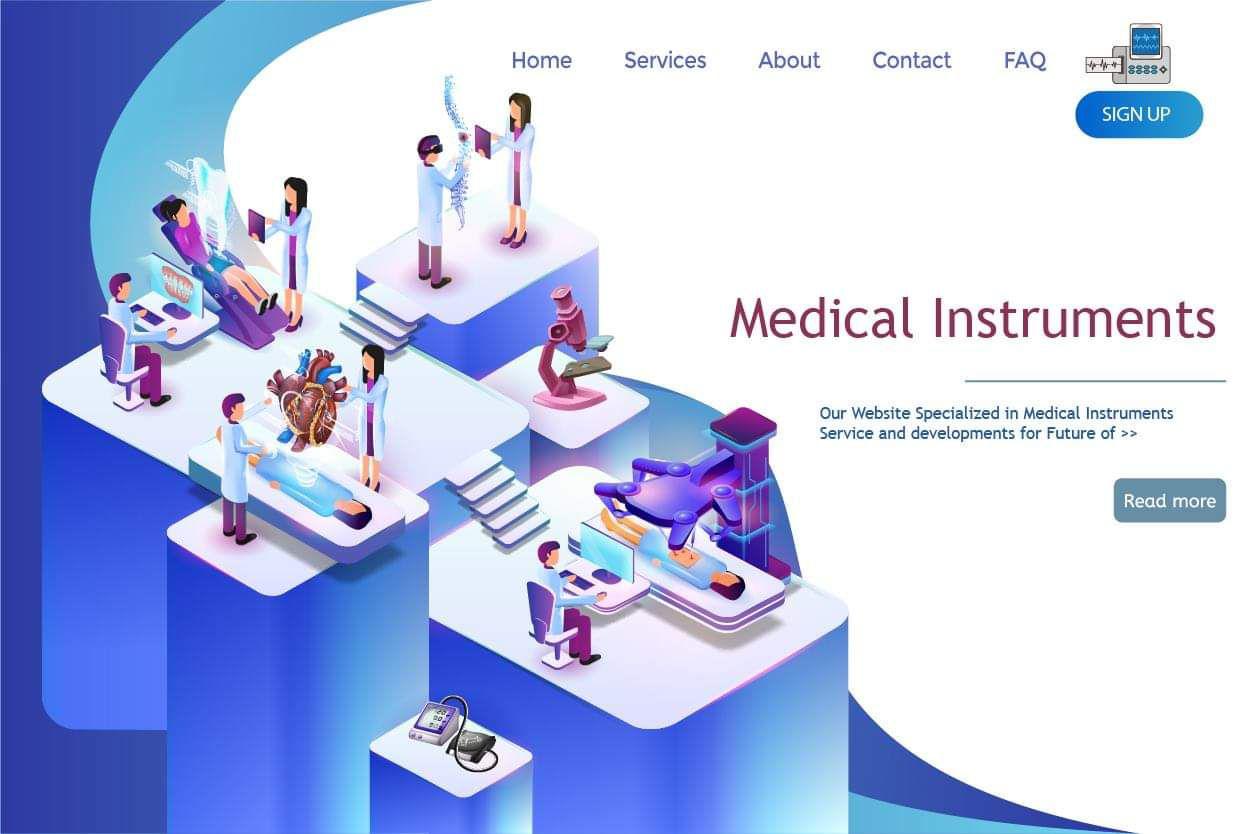 Home Services About Contact FAQ
SIGN UP
Medical Instruments
Our Website Specialized in Medical Instruments
Service and developments for Future of >>
Read more